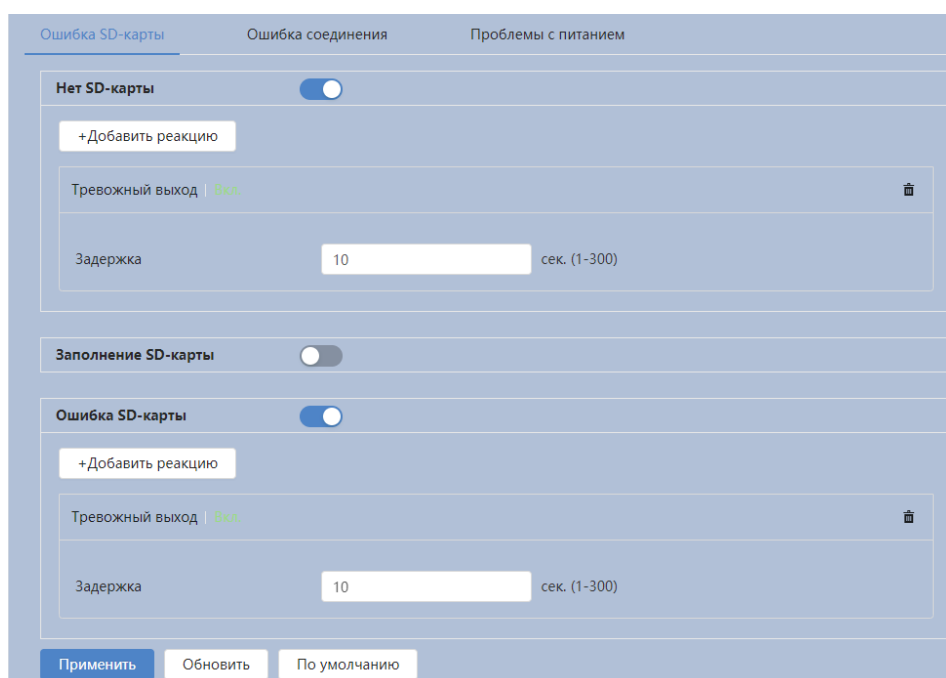 Ошибка SD-карты Ошибка соединения Проблемы с питанием
Нет SD-карты
+Добавить реакцию
Тревожный выход
Задержка 10 сек. (1-300)
Заполнение SD-карты
Ошибка SD-карты
+Добавить реакцию
Тревожный выход
Задержка 10 сек. (1-300)
Применить Обновить По умолчанию